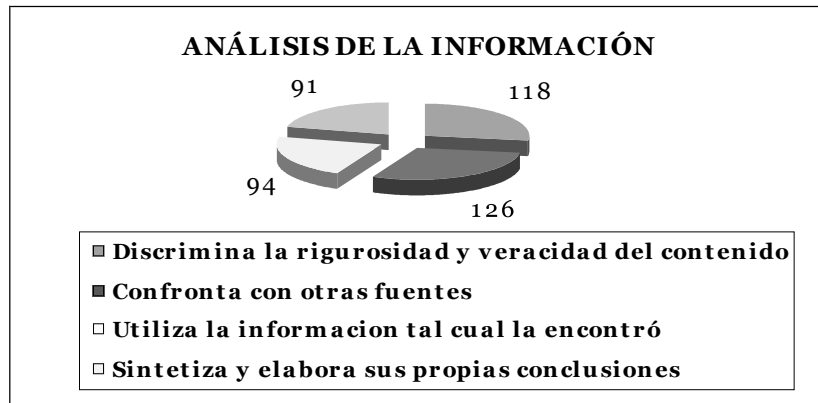 ANÁLISIS DE LA INFORMACIÓN
91
118
94
126
Discrimina la rigurosidad y veracidad del contenido
Confronta con otras fuentes
Utiliza la informacion tal cual la encontró
Sintetiza y elabora sus propias conclusiones